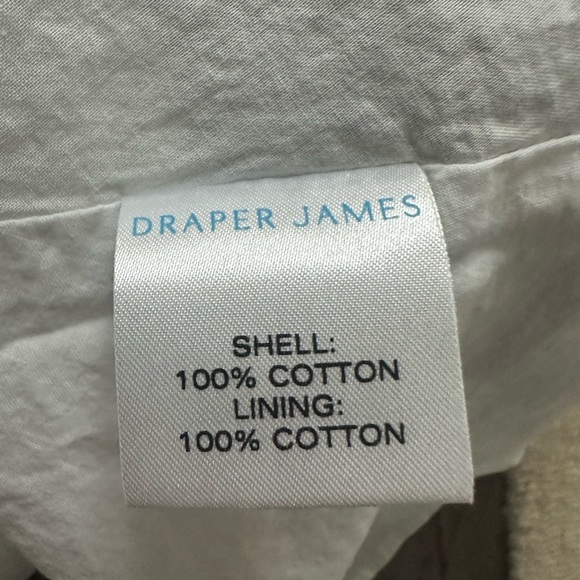 DRAPER JAMES
SHELL:
100% COTTON
LINING:
100% COTTON